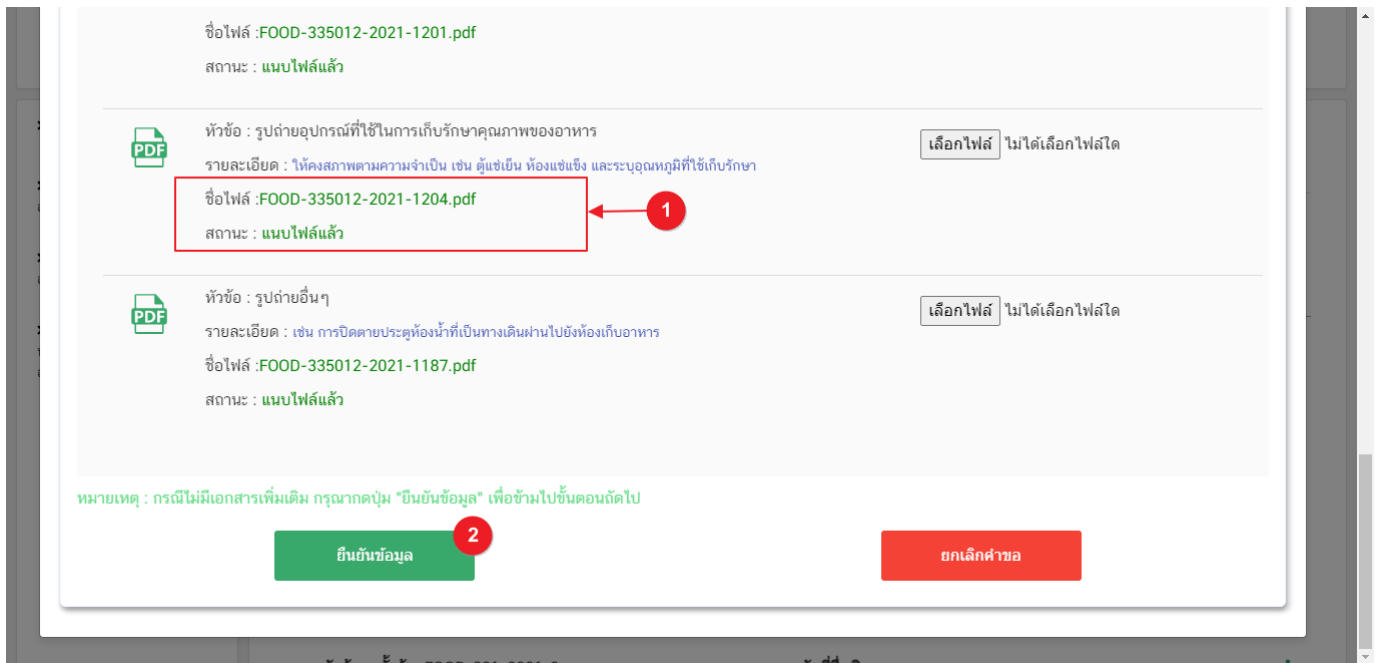 ชื่อไฟล์ :FOOD-335012-2021-1201.pdf
สถานะ : แนบไฟล์แล้ว
PDF
หัวข้อ : รูปถ่ายอุปกรณ์ที่ใช้ในการเก็บรักษาคุณภาพของอาหาร
เลือกไฟล์ ไม่ได้เลือกไฟล์ใด
รายละเอียด : ให้คงสภาพตามความจำเป็น เช่น ตู้แช่เย็น ห้องแช่แข็ง และระบุอุณหภูมิที่ใช้เก็บรักษา
ชื่อไฟล์ :FOOD-335012-2021-1204.pdf
1
สถานะ : แนบไฟล์แล้ว
PDF
หัวข้อ : รูปถ่ายอื่นๆ
เลือกไฟล์ ไม่ได้เลือกไฟล์ใด
รายละเอียด : เช่น การปิดตายประตูห้องน้ำที่เป็นทางเดินผ่านไปยังห้องเก็บอาหาร
ชื่อไฟล์ :FOOD-335012-2021-1187.pdf
สถานะ : แนบไฟล์แล้ว
หมายเหตุ : กรณีไม่มีเอกสารเพิ่มเติม กรุณากดปุ่ม "ยืนยันข้อมูล" เพื่อข้ามไปขั้นตอนถัดไป
2
ยืนยันข้อมูล
ยกเลิกคำขอ